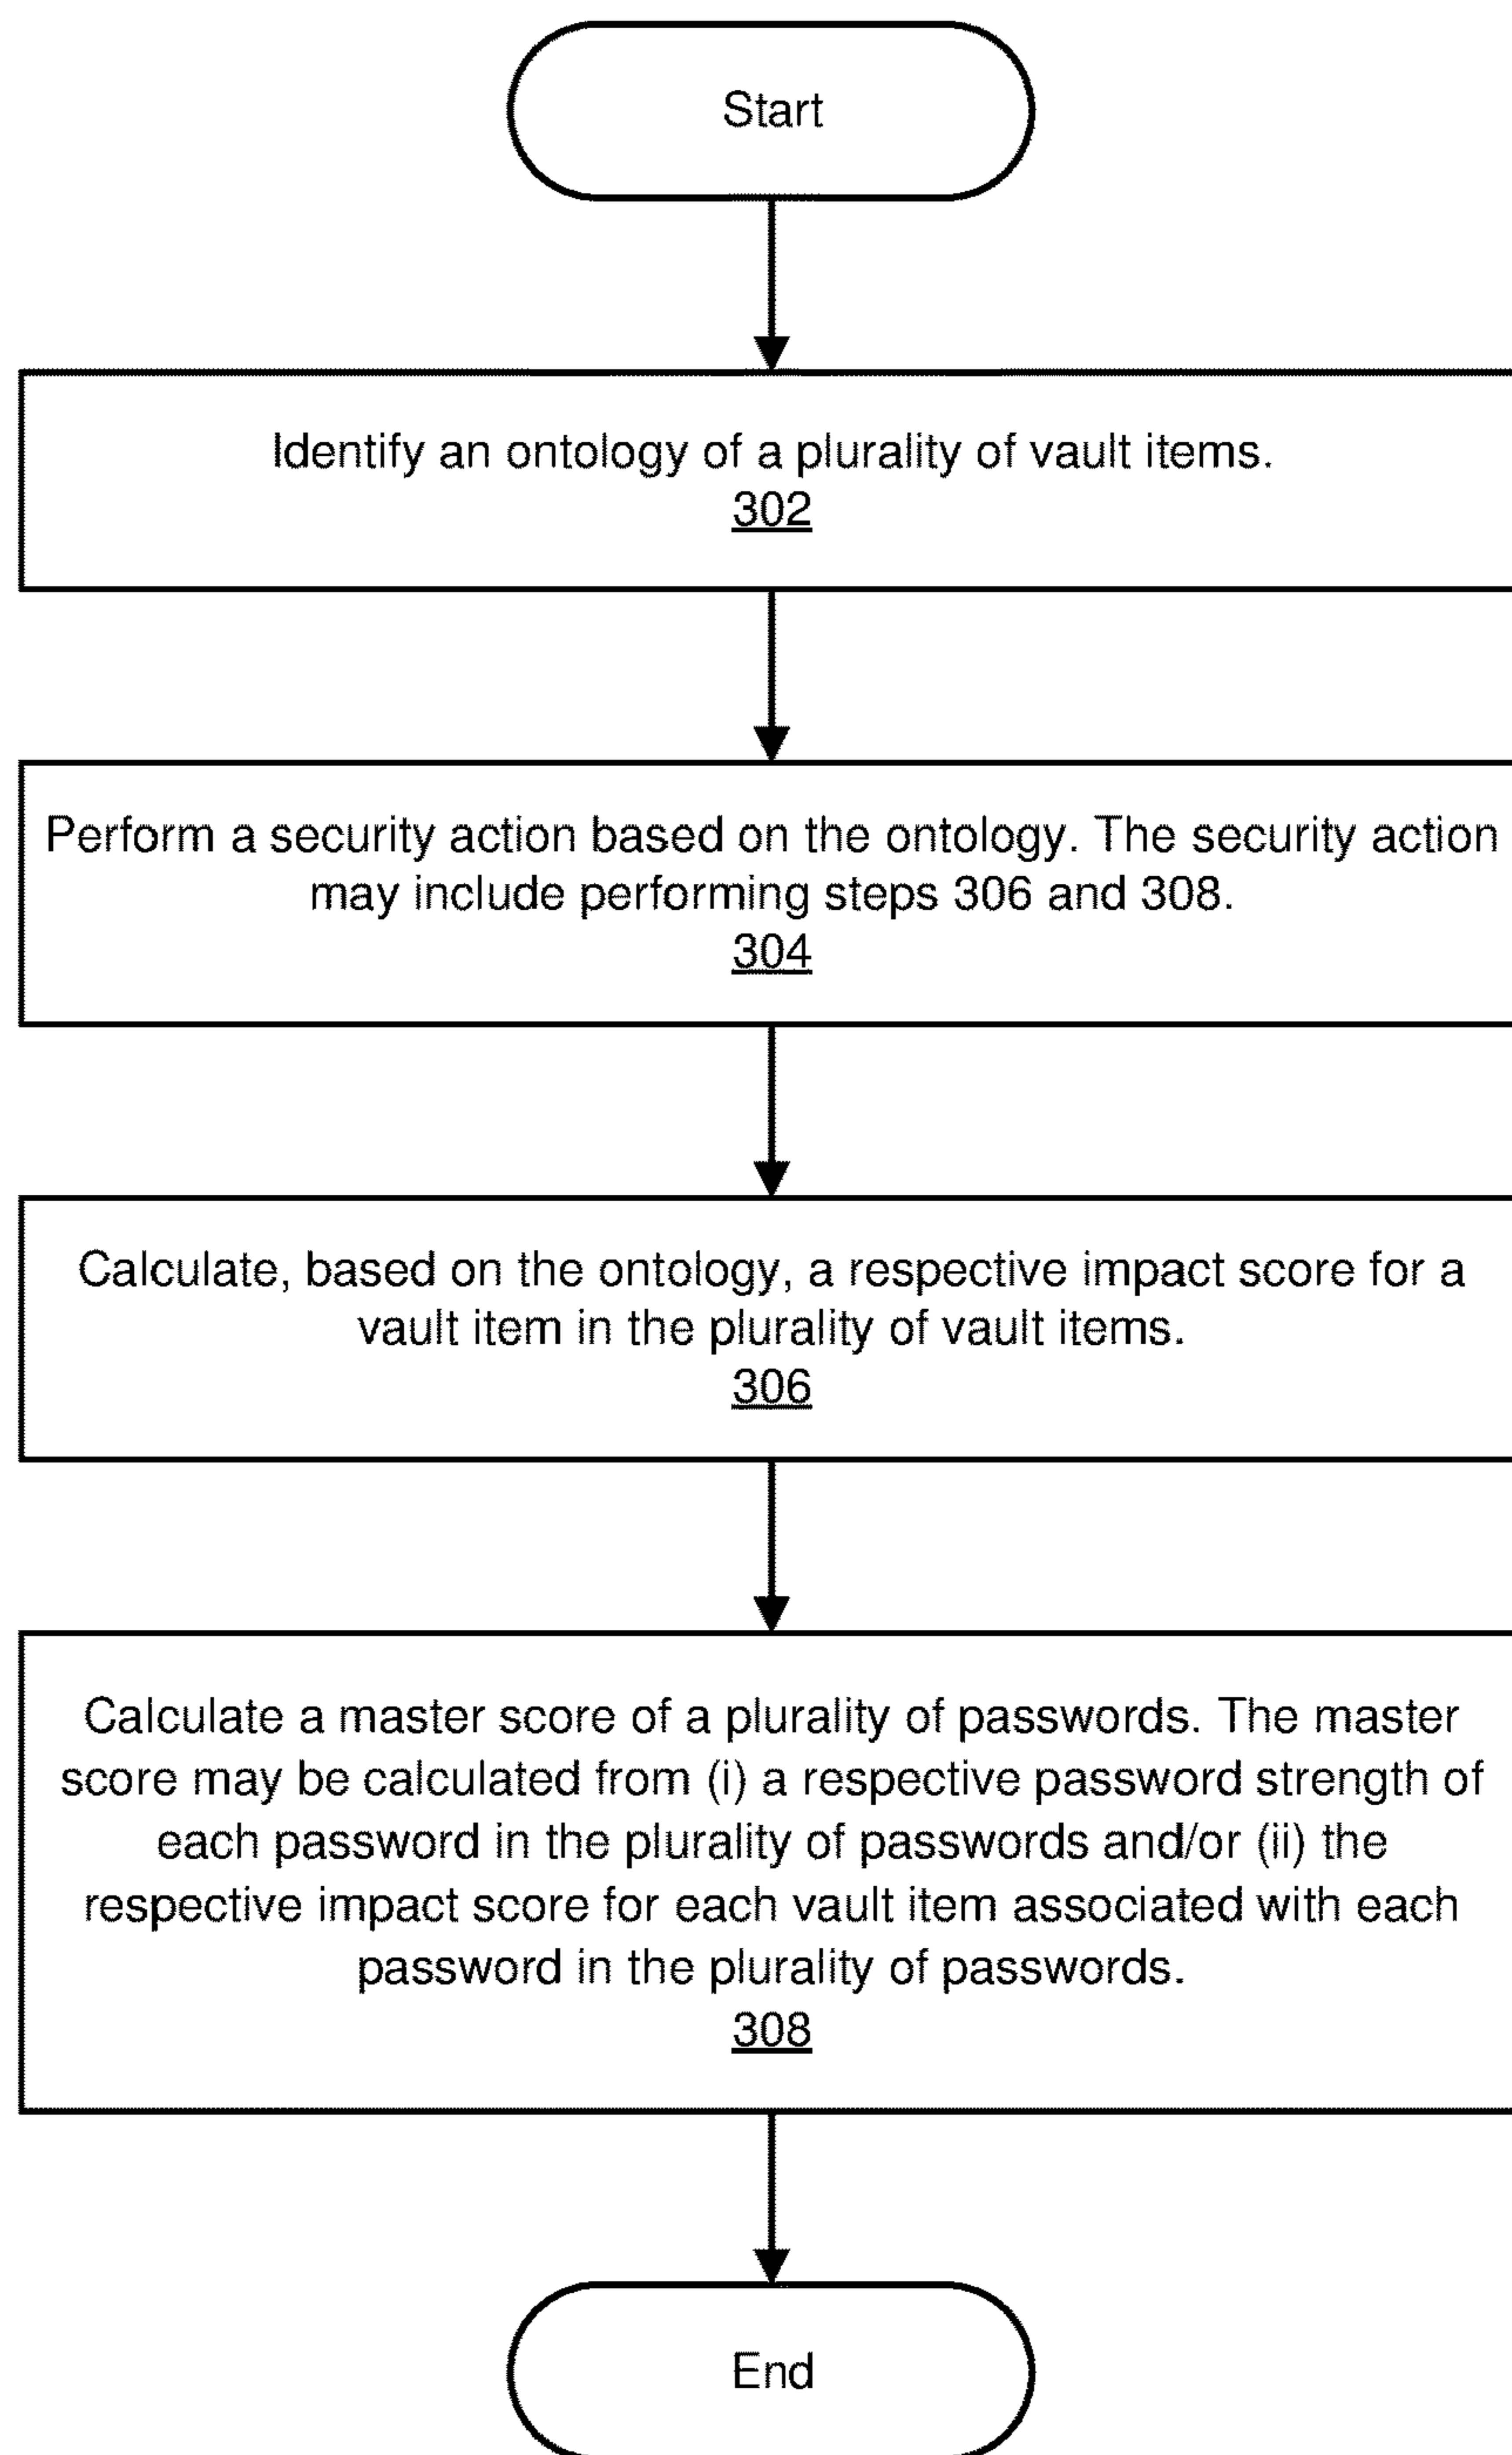 Start
Identify an ontology of a plurality of vault items.
302
Perform a security action based on the ontology. The security action
may include performing steps 306 and 308.
304
Calculate, based on the ontology, a respective impact score for a
vault item in the plurality of vault items.
306
Calculate a master score of a plurality of passwords. The master
score may be calculated from (i) a respective password strength of
each password in the plurality of passwords and/or (ii) the
respective impact score for each vault item associated with each
password in the plurality of passwords.
308
End